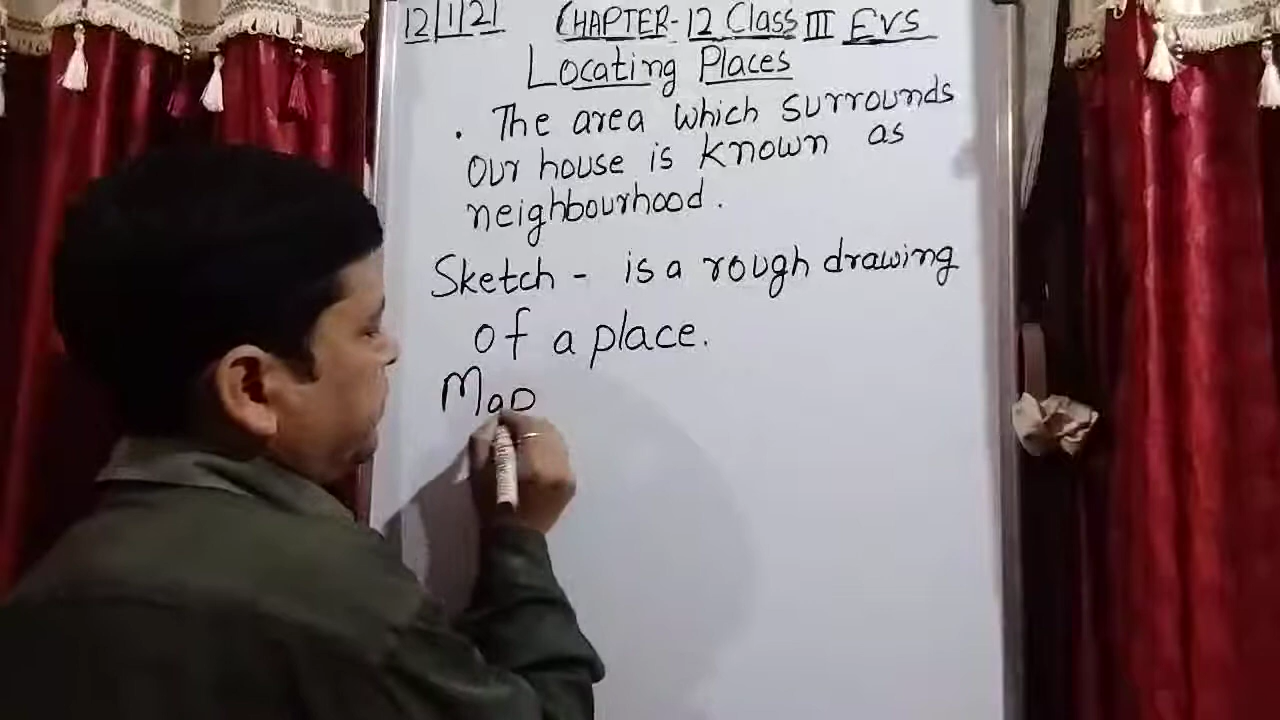 12/1/21 CHAPTER-12 Class III EVS
Locating Places
. The area which surrounds
our house is known as
neighbourhood.
Sketch - is a rough drawing
of a place.
Map